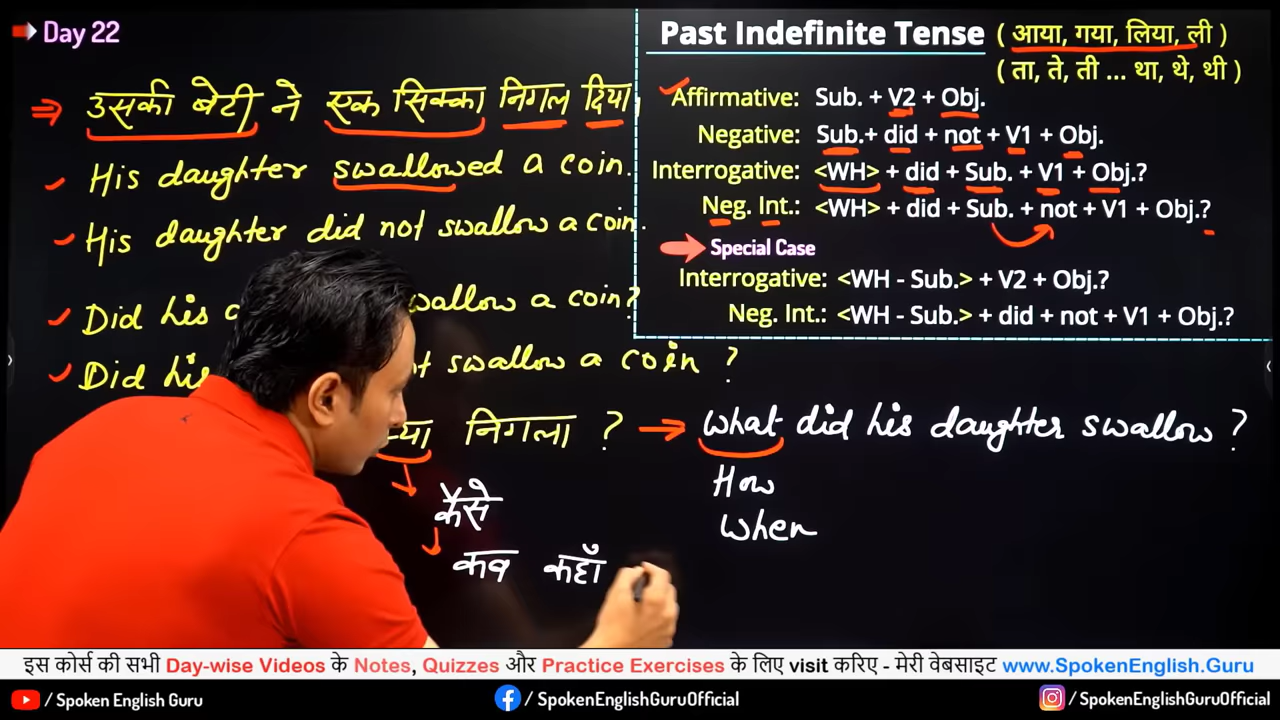 Day 22
Past Indefinite Tense ( आया, गया, लिया, ली )
( ता, ते, ती ... था, थे, थी )
Affirmative: Sub. + V2 + Obj.
Negative: Sub.+ did + not + V1 + Obj.
Interrogative: <WH> + did + Sub. + V1 + Obj.?
Neg. Int.: <WH> + did + Sub. + not + V1 + Obj.?
Special Case
Interrogative: <WH - Sub.> + V2 + Obj.?
Neg. Int.: <WH - Sub.> + did + not + V1 + Obj.?
उसकी बेटी ने एक सिक्का निगल दिया।
His daughter swallowed a coin.
His daughter did not swallow a coin.
Did his swallow a coin?
Did his swallow a coin ?
निगला ? → What did his daughter swallow ?
कैसे
कब कहाँ
How
When
इस कोर्स की सभी Day-wise Videos के Notes, Quizzes और Practice Exercises के लिए visit करिए - मेरी वेबसाइट www.SpokenEnglish.Guru
/ Spoken English Guru
/ SpokenEnglishGuruOfficial
/ SpokenEnglishGuruOfficial